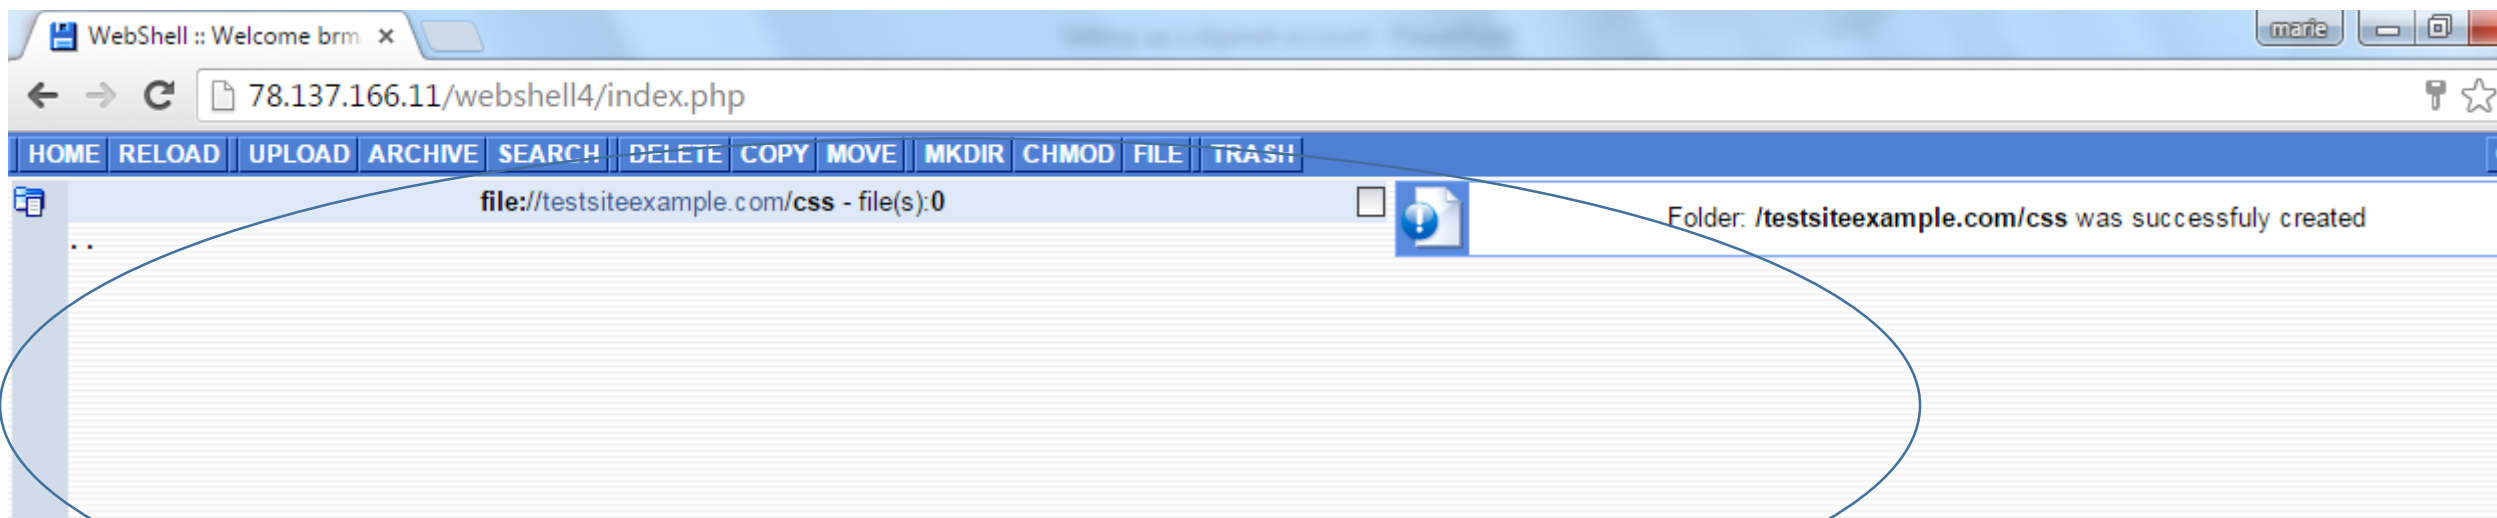 WebShell :: Welcome brm
marie
78.137.166.11/webshell4/index.php
HOME RELOAD UPLOAD ARCHIVE SEARCH DELETE COPY MOVE MKDIR CHMOD FILE TRASH
file://testsiteexample.com/css - file(s):0
Folder: /testsiteexample.com/css was successfuly created
..